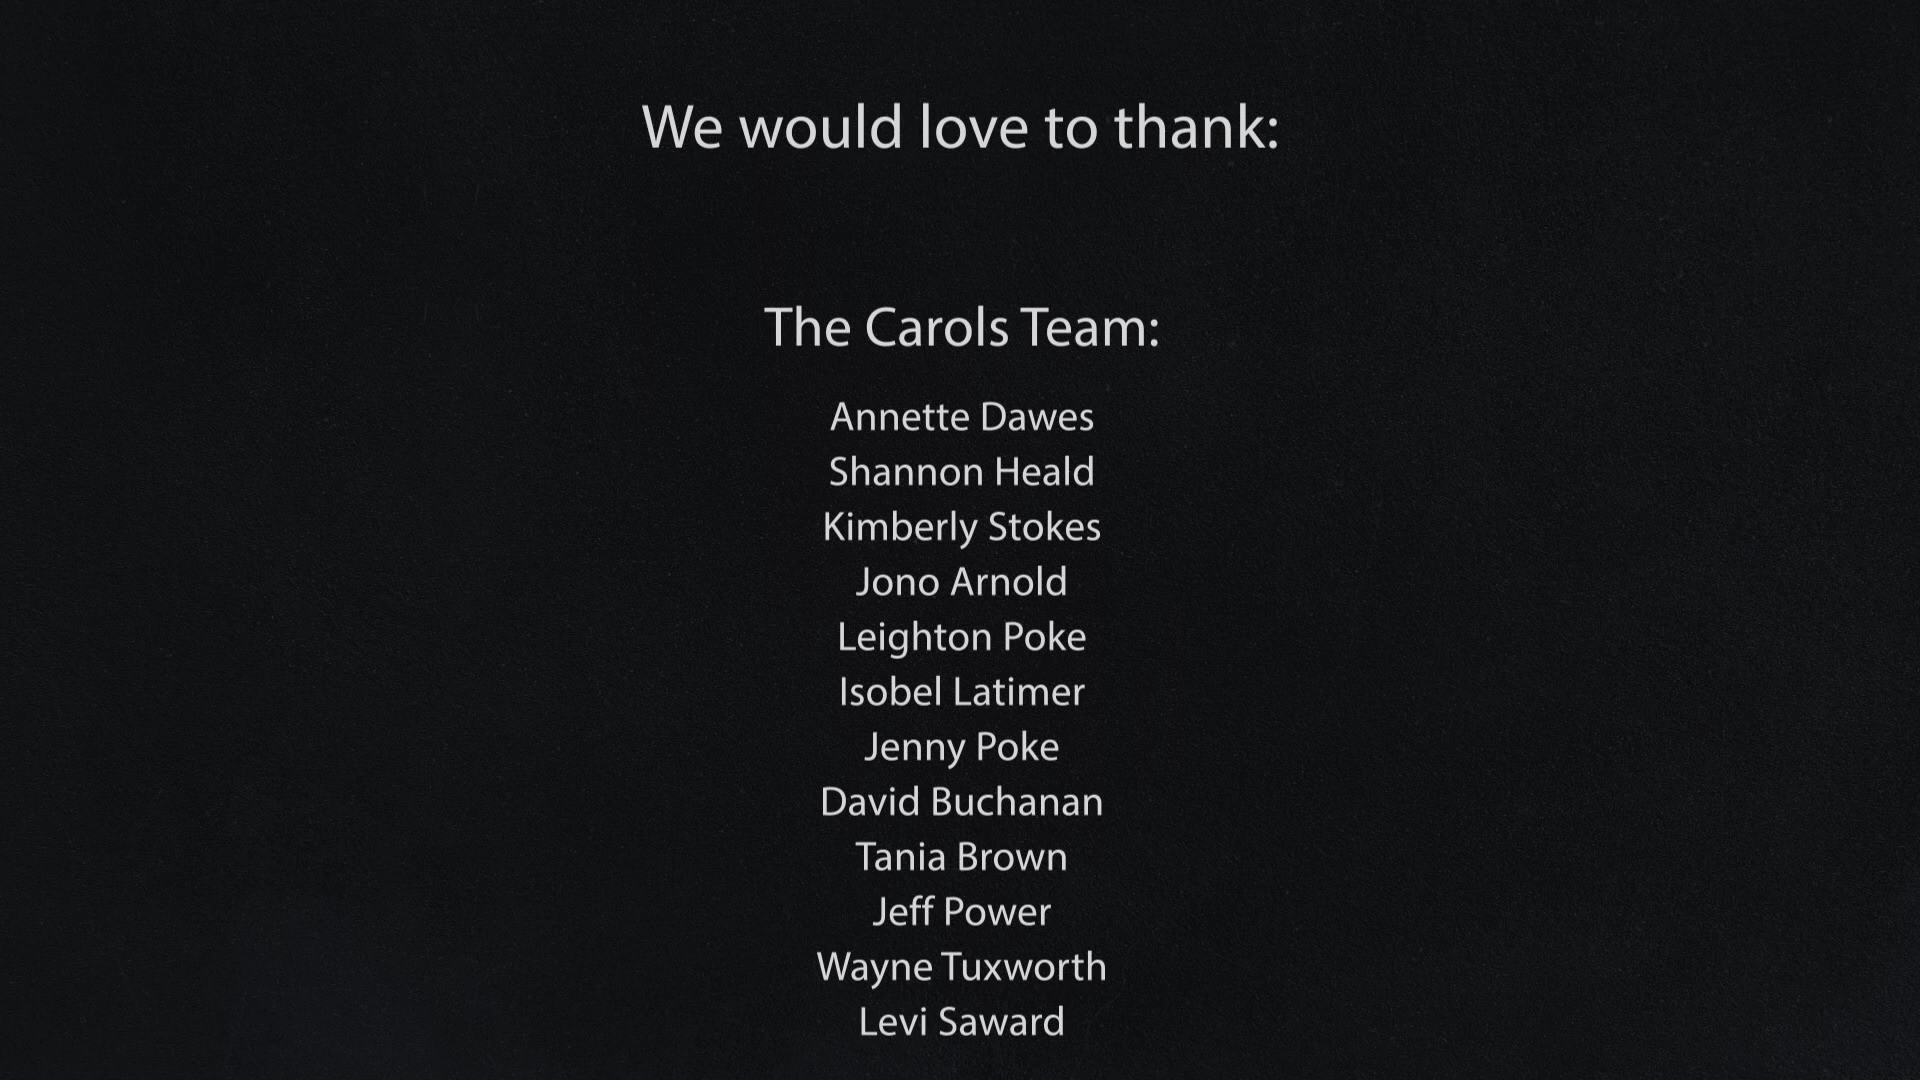 We would love to thank:
The Carols Team:
Annette Dawes
Shannon Heald
Kimberly Stokes
Jono Arnold
Leighton Poke
Isobel Latimer
Jenny Poke
David Buchanan
Tania Brown
Jeff Power
Wayne Tuxworth
Levi Saward